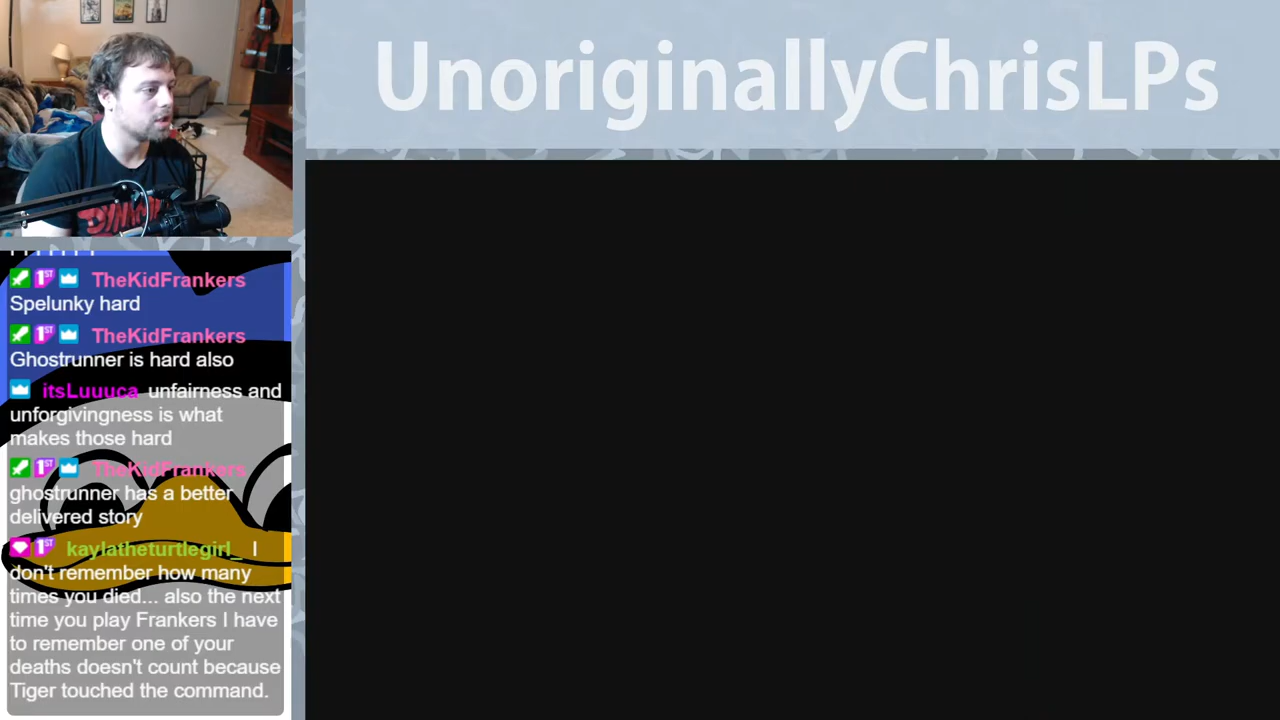 UnoriginallyChrisLPs
TheKidFrankers
Spelunky hard
TheKidFrankers
Ghostrunner is hard also
itsLuuuca unfairness and
unforgivingness is what
makes those hard
TheKidFrankers
ghostrunner has a better
delivered story
kaylatheturtlegirl_ I
don't remember how many
times you died... also the next
time you play Frankers I have
to remember one of your
deaths doesn't count because
Tiger touched the command.